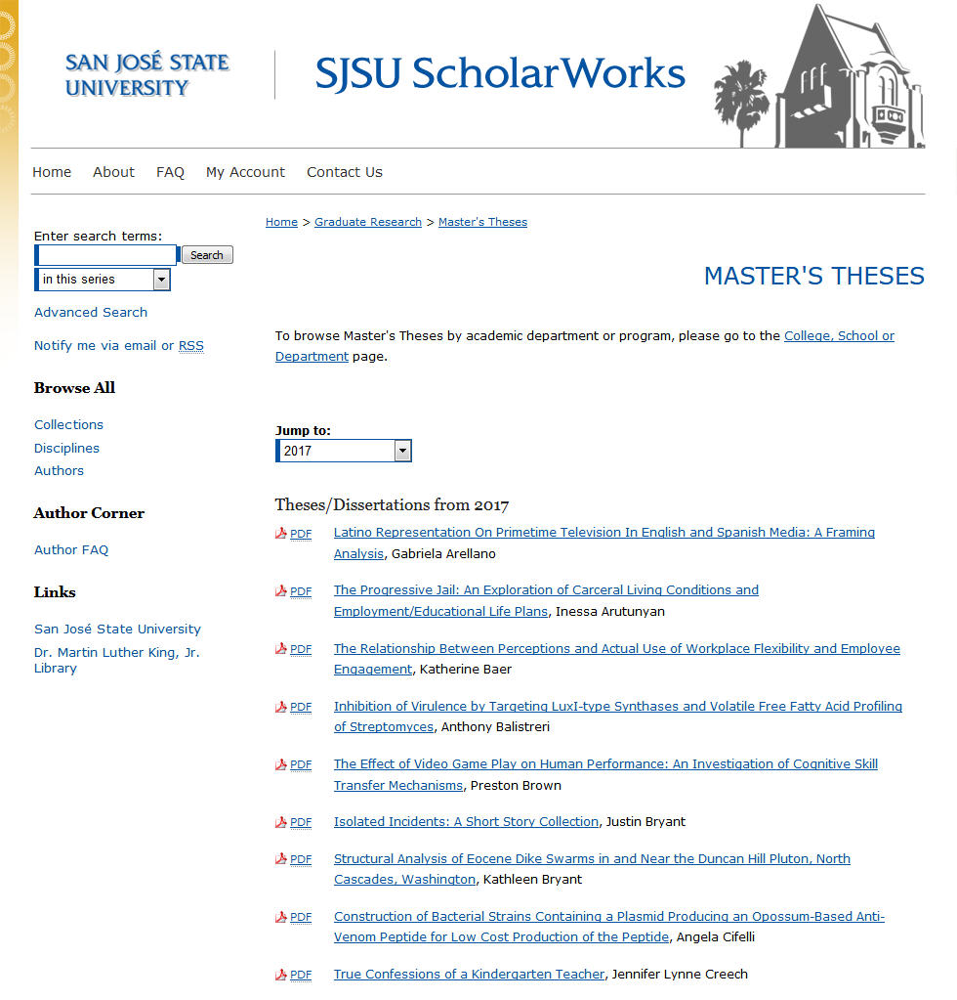 SAN JOSÉ STATE
UNIVERSITY
SJSU ScholarWorks
Home About FAQ My Account Contact Us
Home > Graduate Research > Master's Theses
Enter search terms:
Search
in this series
Advanced Search
Notify me via email or RSS
Browse All
Collections
Disciplines
Authors
Author Corner
Author FAQ
Links
San José State University
Dr. Martin Luther King, Jr.
Library
MASTER'S THESES
To browse Master's Theses by academic department or program, please go to the College, School or
Department page.
Jump to:
2017
Theses/Dissertations from 2017
PDF Latino Representation On Primetime Television In English and Spanish Media: A Framing
Analysis, Gabriela Arellano
PDF The Progressive Jail: An Exploration of Carceral Living Conditions and
Employment/Educational Life Plans, Inessa Arutunyan
PDF The Relationship Between Perceptions and Actual Use of Workplace Flexibility and Employee
Engagement, Katherine Baer
PDF Inhibition of Virulence by Targeting LuxI-type Synthases and Volatile Free Fatty Acid Profiling
of Streptomyces, Anthony Balistreri
PDF The Effect of Video Game Play on Human Performance: An Investigation of Cognitive Skill
Transfer Mechanisms, Preston Brown
PDF Isolated Incidents: A Short Story Collection, Justin Bryant
PDF Structural Analysis of Eocene Dike Swarms in and Near the Duncan Hill Pluton, North
Cascades, Washington, Kathleen Bryant
PDF Construction of Bacterial Strains Containing a Plasmid Producing an Opossum-Based Anti-
Venom Peptide for Low Cost Production of the Peptide, Angela Cifelli
PDF True Confessions of a Kindergarten Teacher, Jennifer Lynne Creech